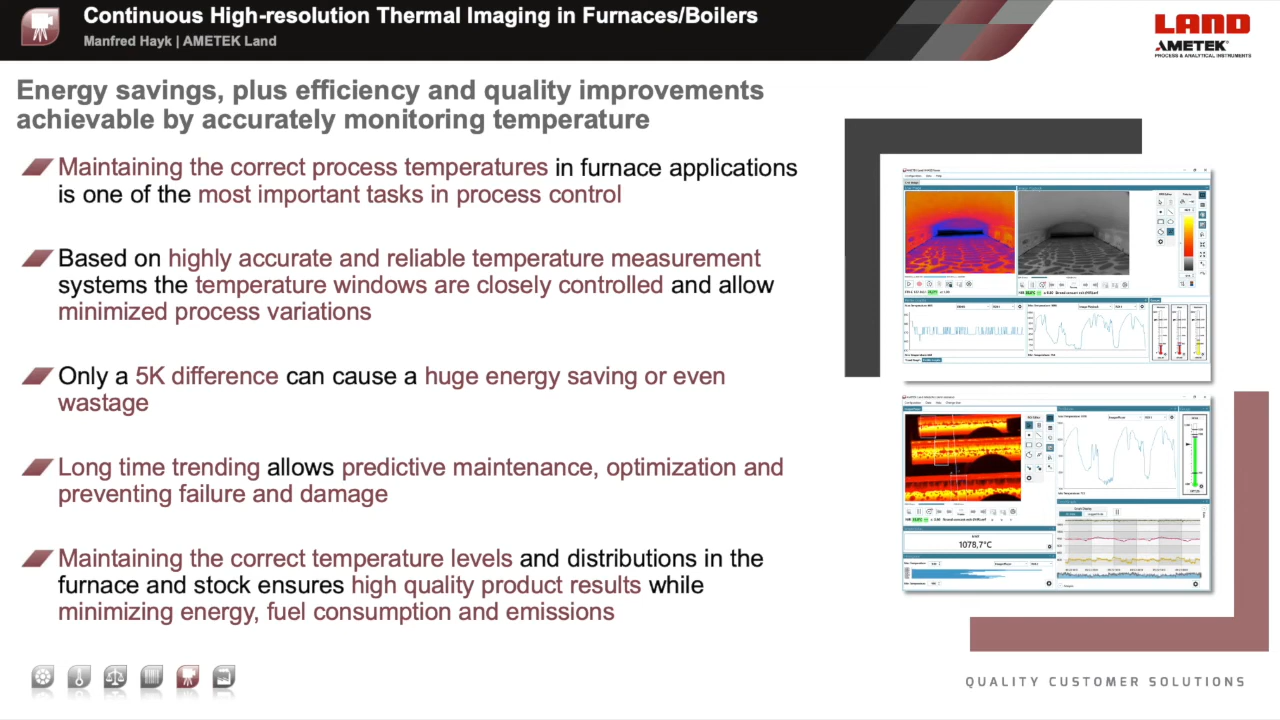 Continuous High-resolution Thermal Imaging in Furnaces/Boilers
Manfred Hayk | AMETEK Land
LAND
AMETEK
PROCESS & ANALYTICAL INSTRUMENTS
Energy savings, plus efficiency and quality improvements
achievable by accurately monitoring temperature
Maintaining the correct process temperatures in furnace applications
is one of the most important tasks in process control
Based on highly accurate and reliable temperature measurement
systems the temperature windows are closely controlled and allow
minimized process variations
Only a 5K difference can cause a huge energy saving or even
wastage
Long time trending allows predictive maintenance, optimization and
preventing failure and damage
Maintaining the correct temperature levels and distributions in the
furnace and stock ensures high quality product results while
minimizing energy, fuel consumption and emissions
1078,7°C
QUALITY CUSTOMER SOLUTIONS